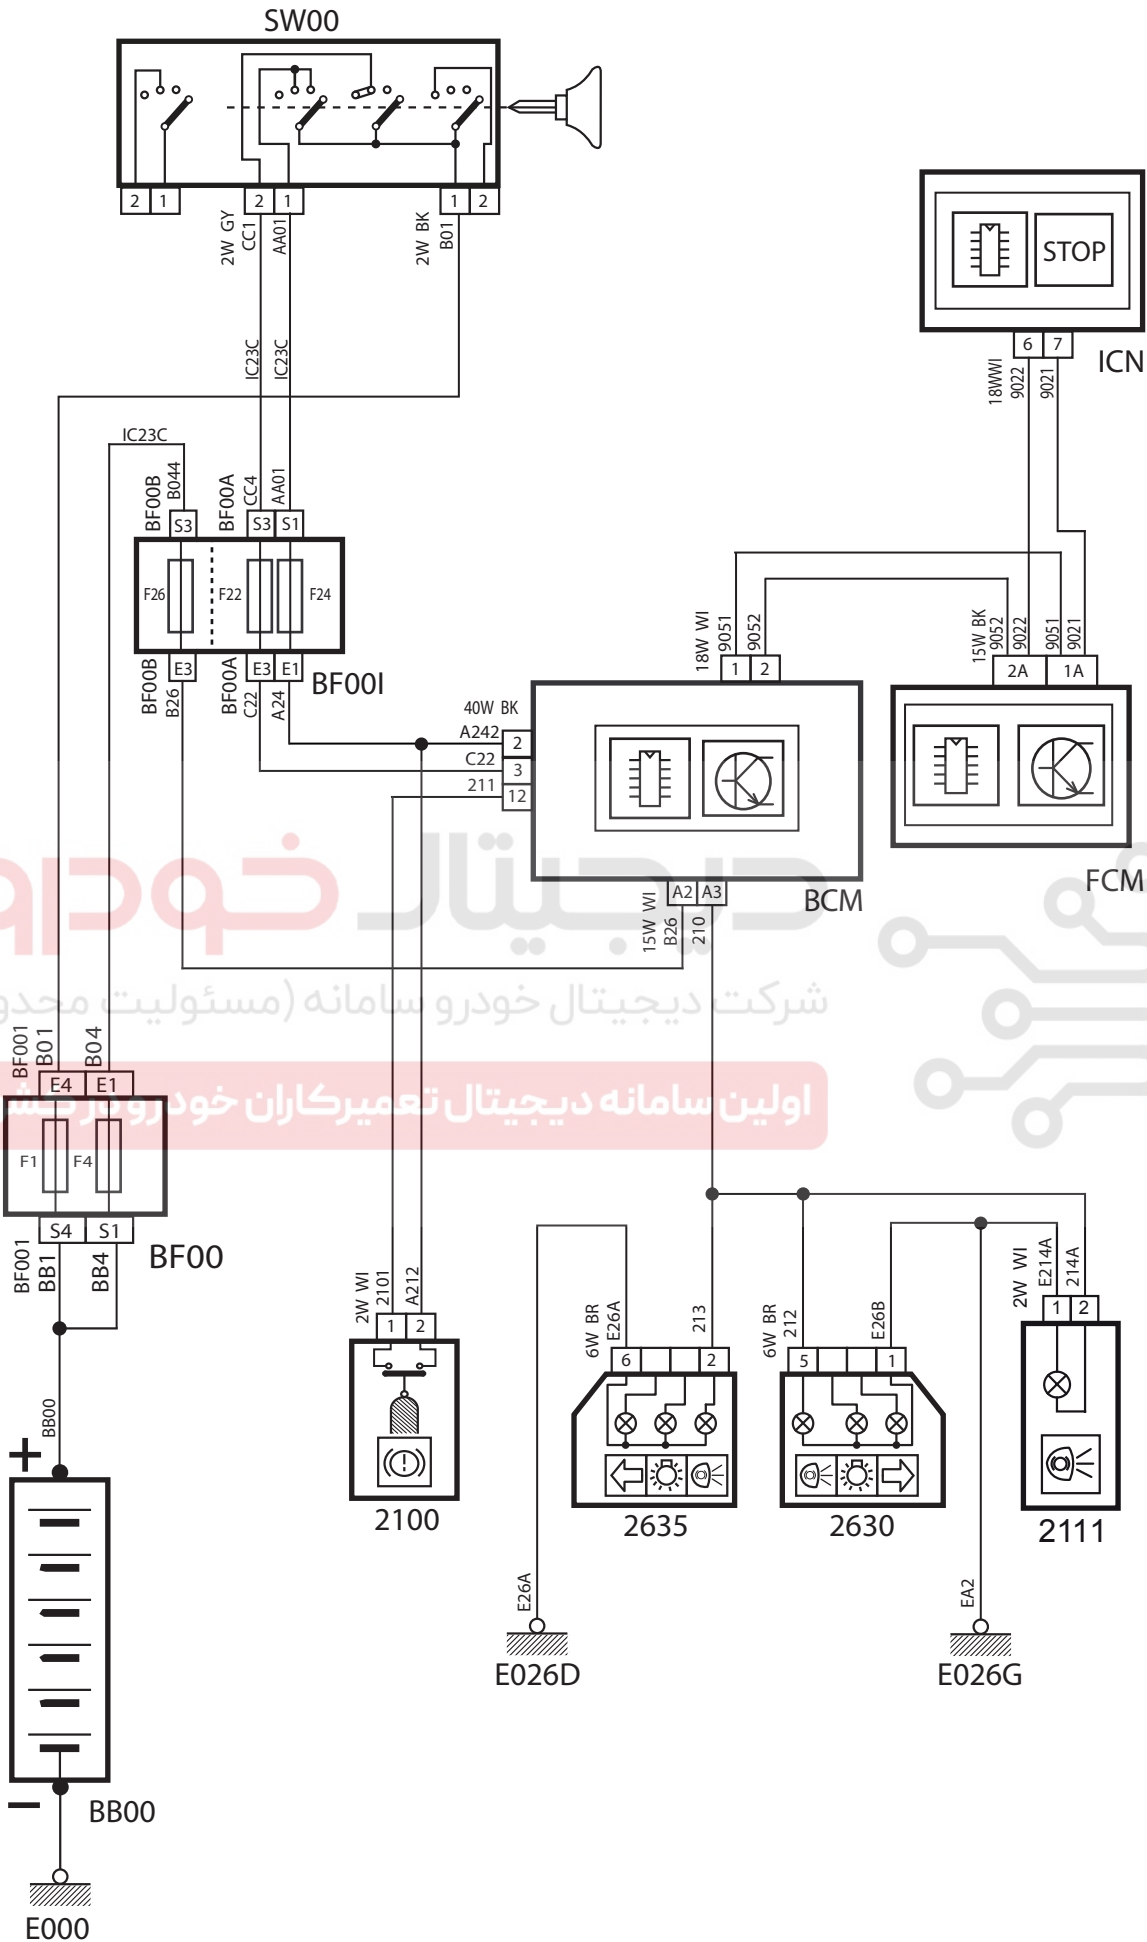 SW00
2 1
2 1
1 2
2W GY
CC1
AA01
2W BK
B01
STOP
6 7
ICN
18WWI
9022
9021
IC23C
IC23C
IC23C
BF00B
B044
BF00A
CC4
AA01
S3
S3 S1
F26
F22
F24
E3
E3 E1
BF00I
BF00B
B26
BF00A
C22
A24
18W WI
9051
9052
1 2
15W BK
9052
9022
9051
9021
2A 1A
40W BK
A242
2
C22
3
211
12
BCM
FCM
A2 A3
15W WI
B26
210
دیجیتال خودرو
شرکت دیجیتال خودرو سامانه (مسئولیت
اولین سامانه دیجیتال تعمیرکاران خودرو در
BF001
B01
B04
E4 E1
F1
F4
S4 S1
BF00
BF001
BB1
BB4
BB00
+
−
BB00
E000
2W WI
2101
A212
1 2
2100
6W BR
E26A
213
6 2
2635
6W BR
212
E26B
5 1
2630
2W WI
E214A
214A
1 2
2111
E26A
E026D
EA2
E026G